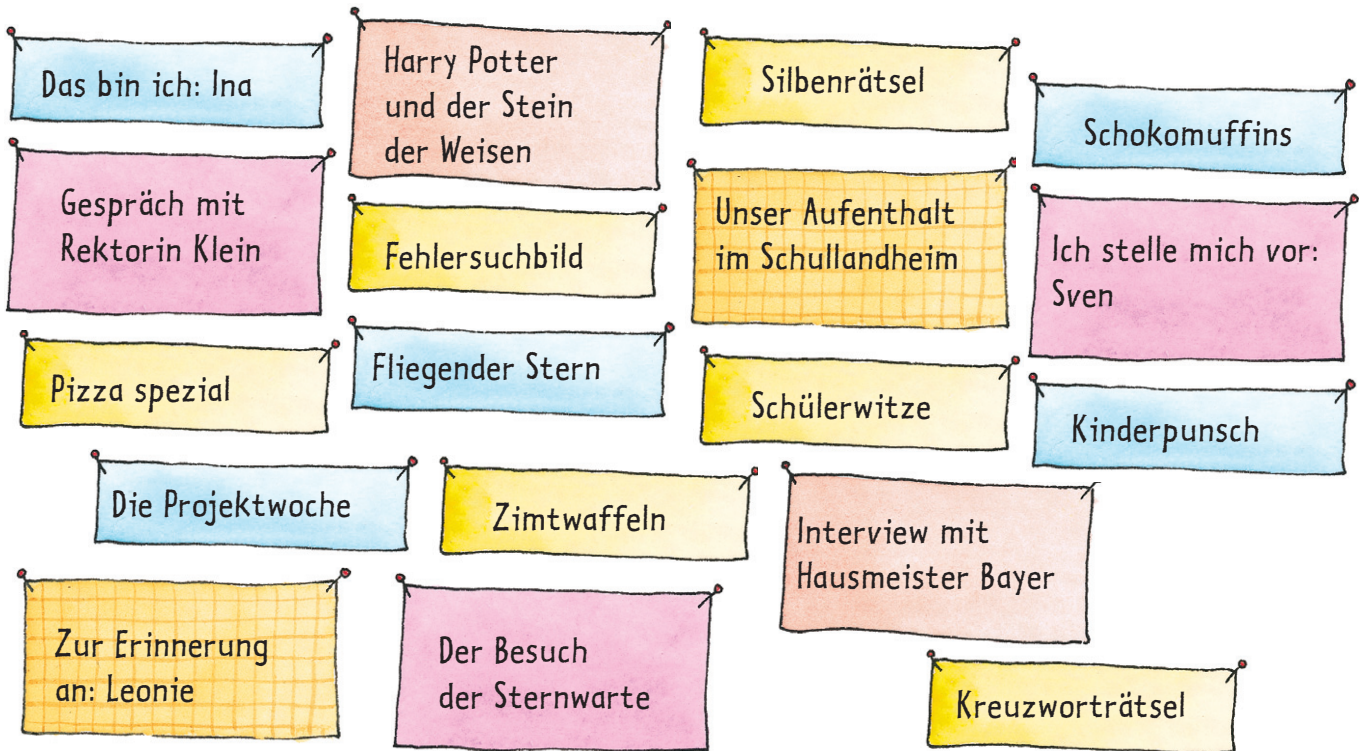 Das bin ich: Ina
Harry Potter
und der Stein
der Weisen
Silbenrätsel
Schokomuffins
Gespräch mit
Rektorin Klein
Fehlersuchbild
Unser Aufenthalt
im Schullandheim
Ich stelle mich vor:
Sven
Pizza spezial
Fliegender Stern
Schülerwitze
Kinderpunsch
Die Projektwoche
Zimtwaffeln
Interview mit
Hausmeister Bayer
Zur Erinnerung
an: Leonie
Der Besuch
der Sternwarte
Kreuzworträtsel